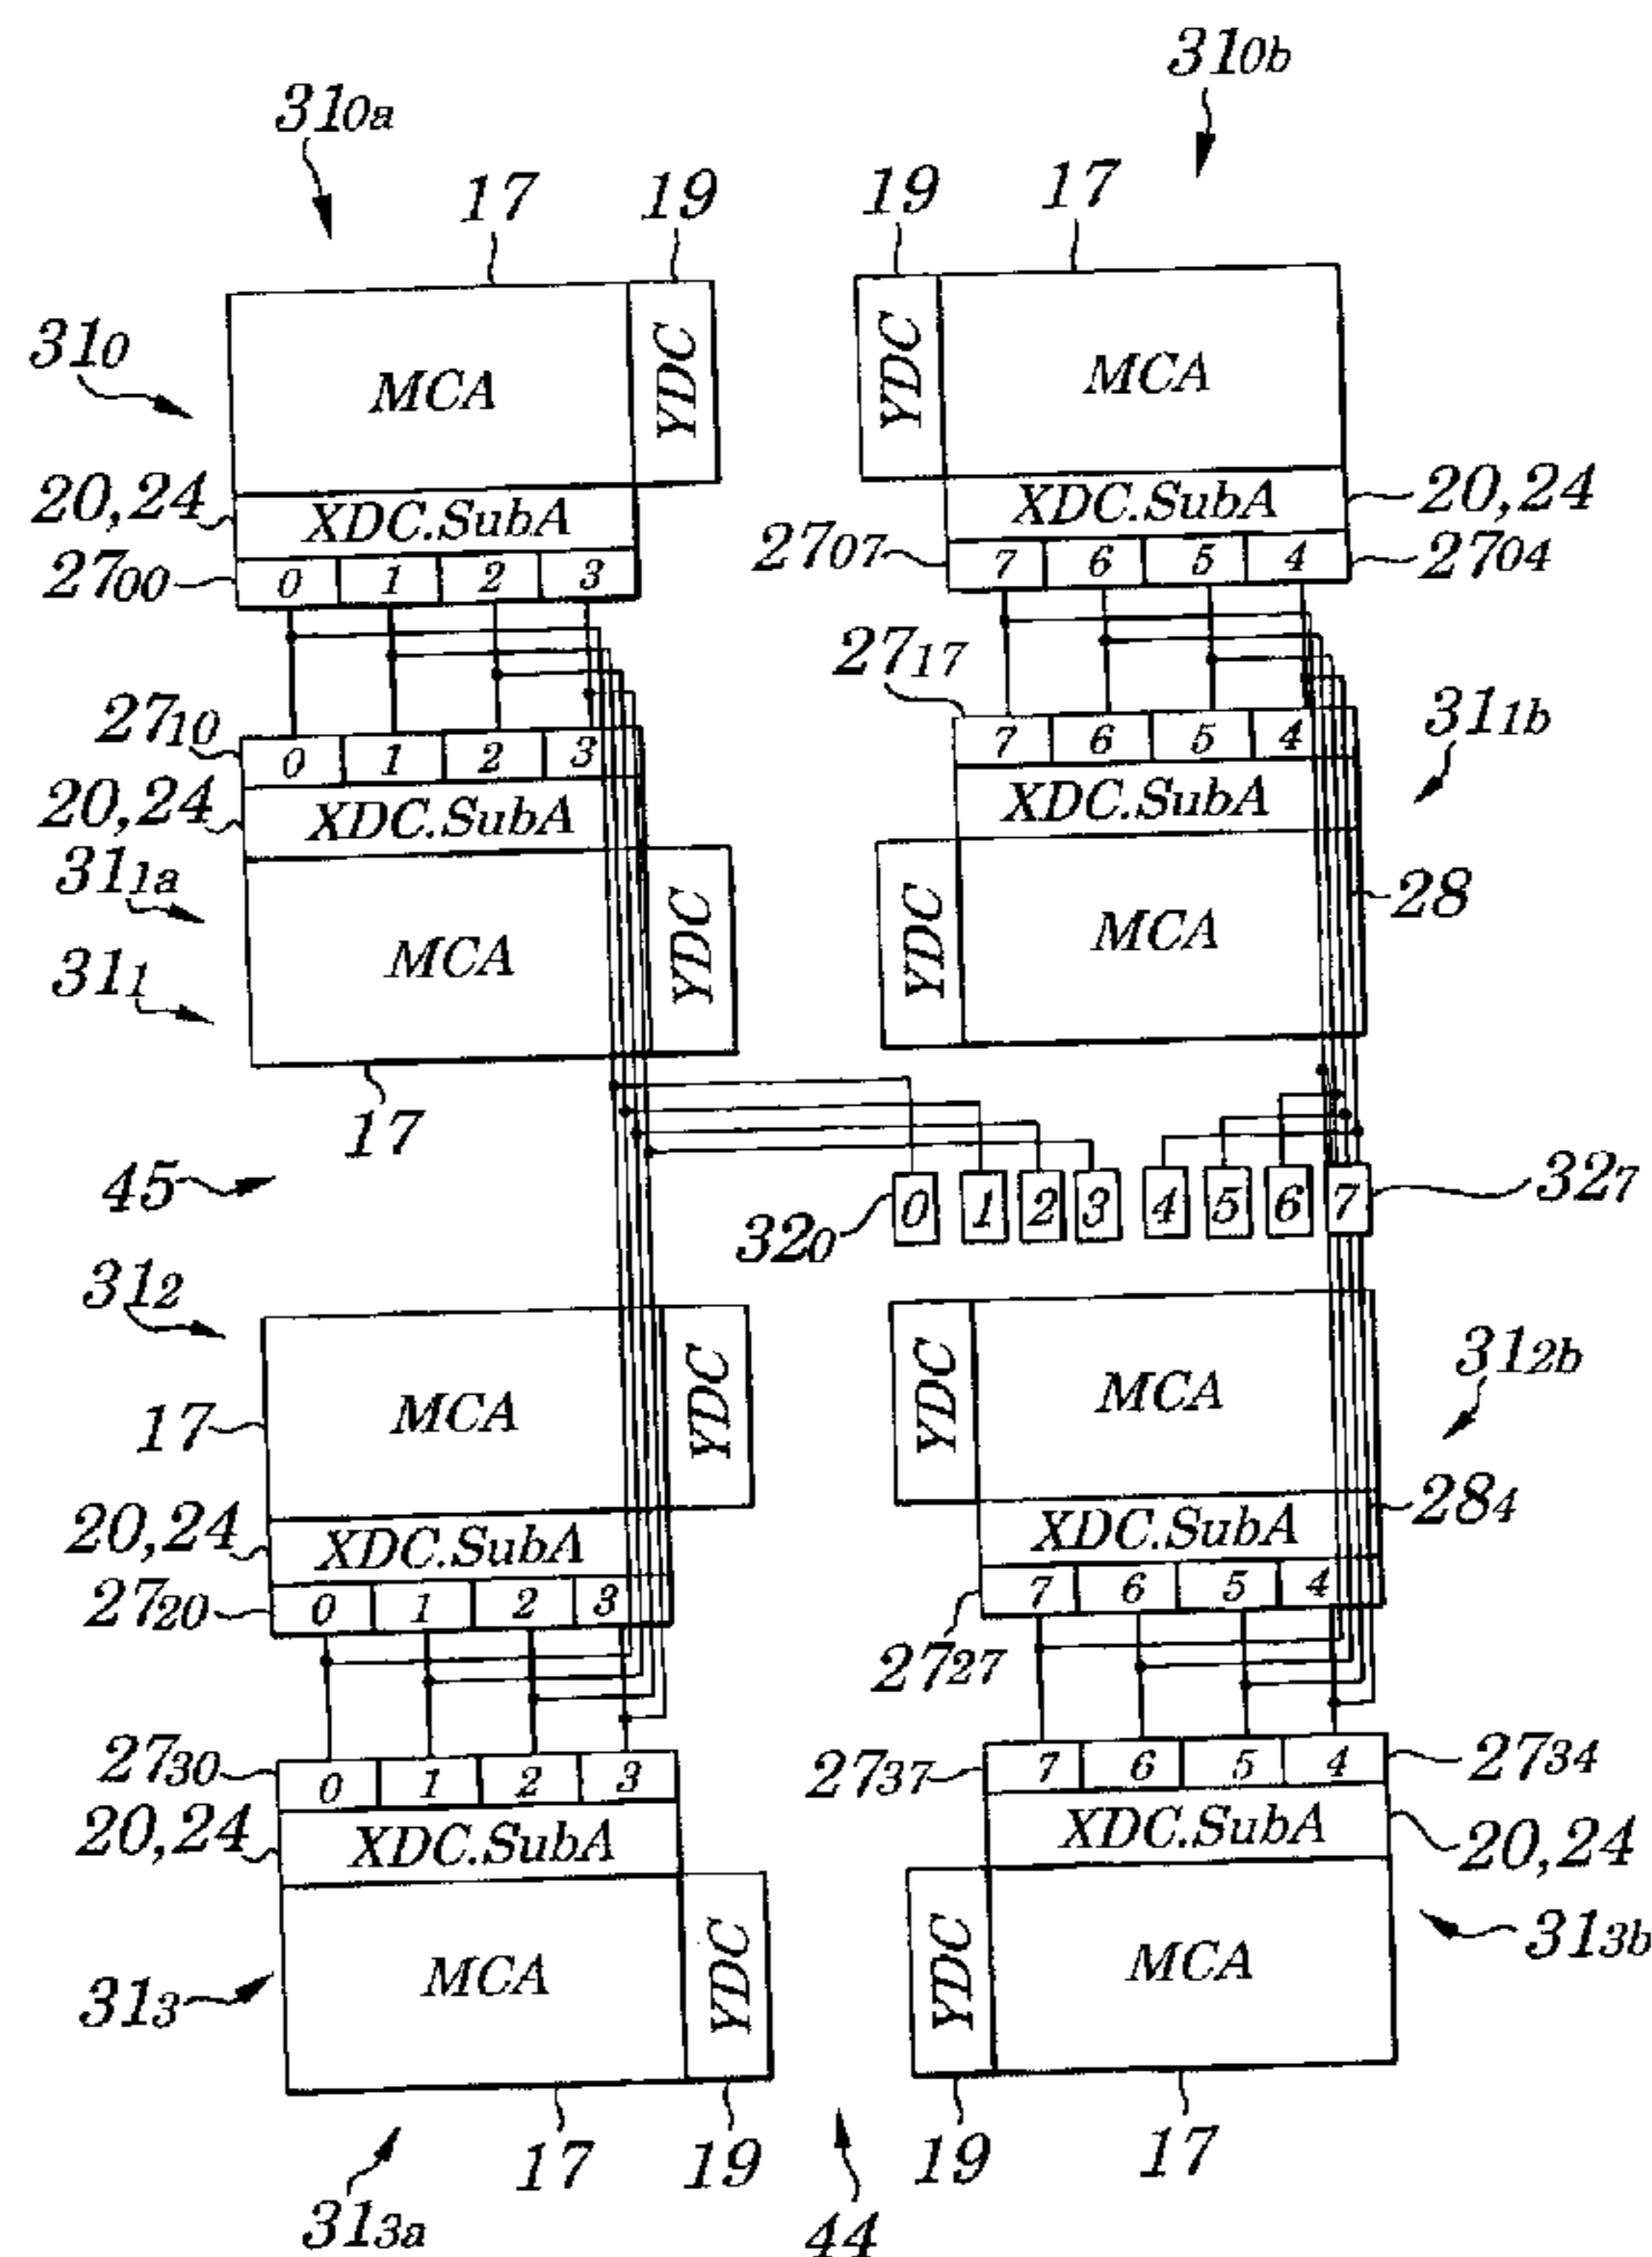 31₀b
31₀a
17
19
19
17
31₀
MCA
YDC
YDC
MCA
20,24
XDC.SubA
XDC.SubA
20,24
27₀₀
0 1 2 3
27₀₇
7 6 5 4
27₀₄
27₁₇
27₁₀
0 1 2 3
7 6 5 4
31₁b
20,24
XDC.SubA
XDC.SubA
31₁a
28
MCA
YDC
YDC
MCA
31₁
17
45
32₀
0 1 2 3 4 5 6 7
32₇
31₂
MCA
YDC
YDC
MCA
31₂b
17
20,24
XDC.SubA
XDC.SubA
28₄
27₂₀
0 1 2 3
7 6 5 4
27₂₇
27₃₀
0 1 2 3
27₃₇
7 6 5 4
27₃₄
20,24
XDC.SubA
XDC.SubA
20,24
31₃
MCA
YDC
YDC
MCA
31₃b
17
19
19
17
31₃a
44